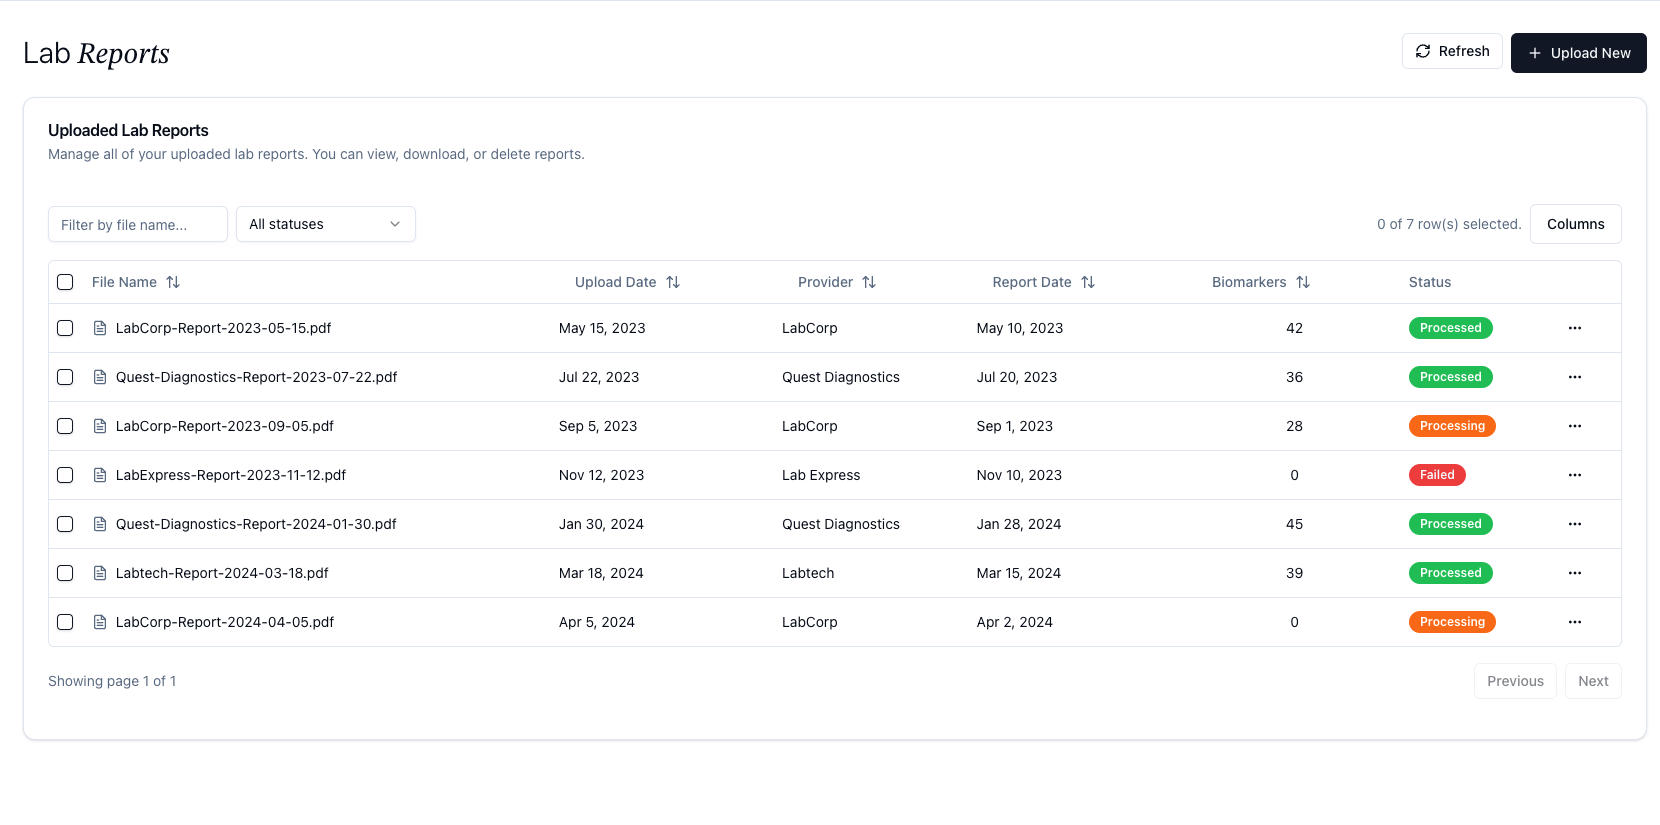 Lab Reports
Refresh
Upload New
Uploaded Lab Reports
Manage all of your uploaded lab reports. You can view, download, or delete reports.
Filter by file name... All statuses 0 of 7 row(s) selected. Columns
File Name Upload Date Provider Report Date Biomarkers Status
LabCorp-Report-2023-05-15.pdf May 15, 2023 LabCorp May 10, 2023 42 Processed
Quest-Diagnostics-Report-2023-07-22.pdf Jul 22, 2023 Quest Diagnostics Jul 20, 2023 36 Processed
LabCorp-Report-2023-09-05.pdf Sep 5, 2023 LabCorp Sep 1, 2023 28 Processing
LabExpress-Report-2023-11-12.pdf Nov 12, 2023 Lab Express Nov 10, 2023 0 Failed
Quest-Diagnostics-Report-2024-01-30.pdf Jan 30, 2024 Quest Diagnostics Jan 28, 2024 45 Processed
Labtech-Report-2024-03-18.pdf Mar 18, 2024 Labtech Mar 15, 2024 39 Processed
LabCorp-Report-2024-04-05.pdf Apr 5, 2024 LabCorp Apr 2, 2024 0 Processing
Showing page 1 of 1 Previous Next